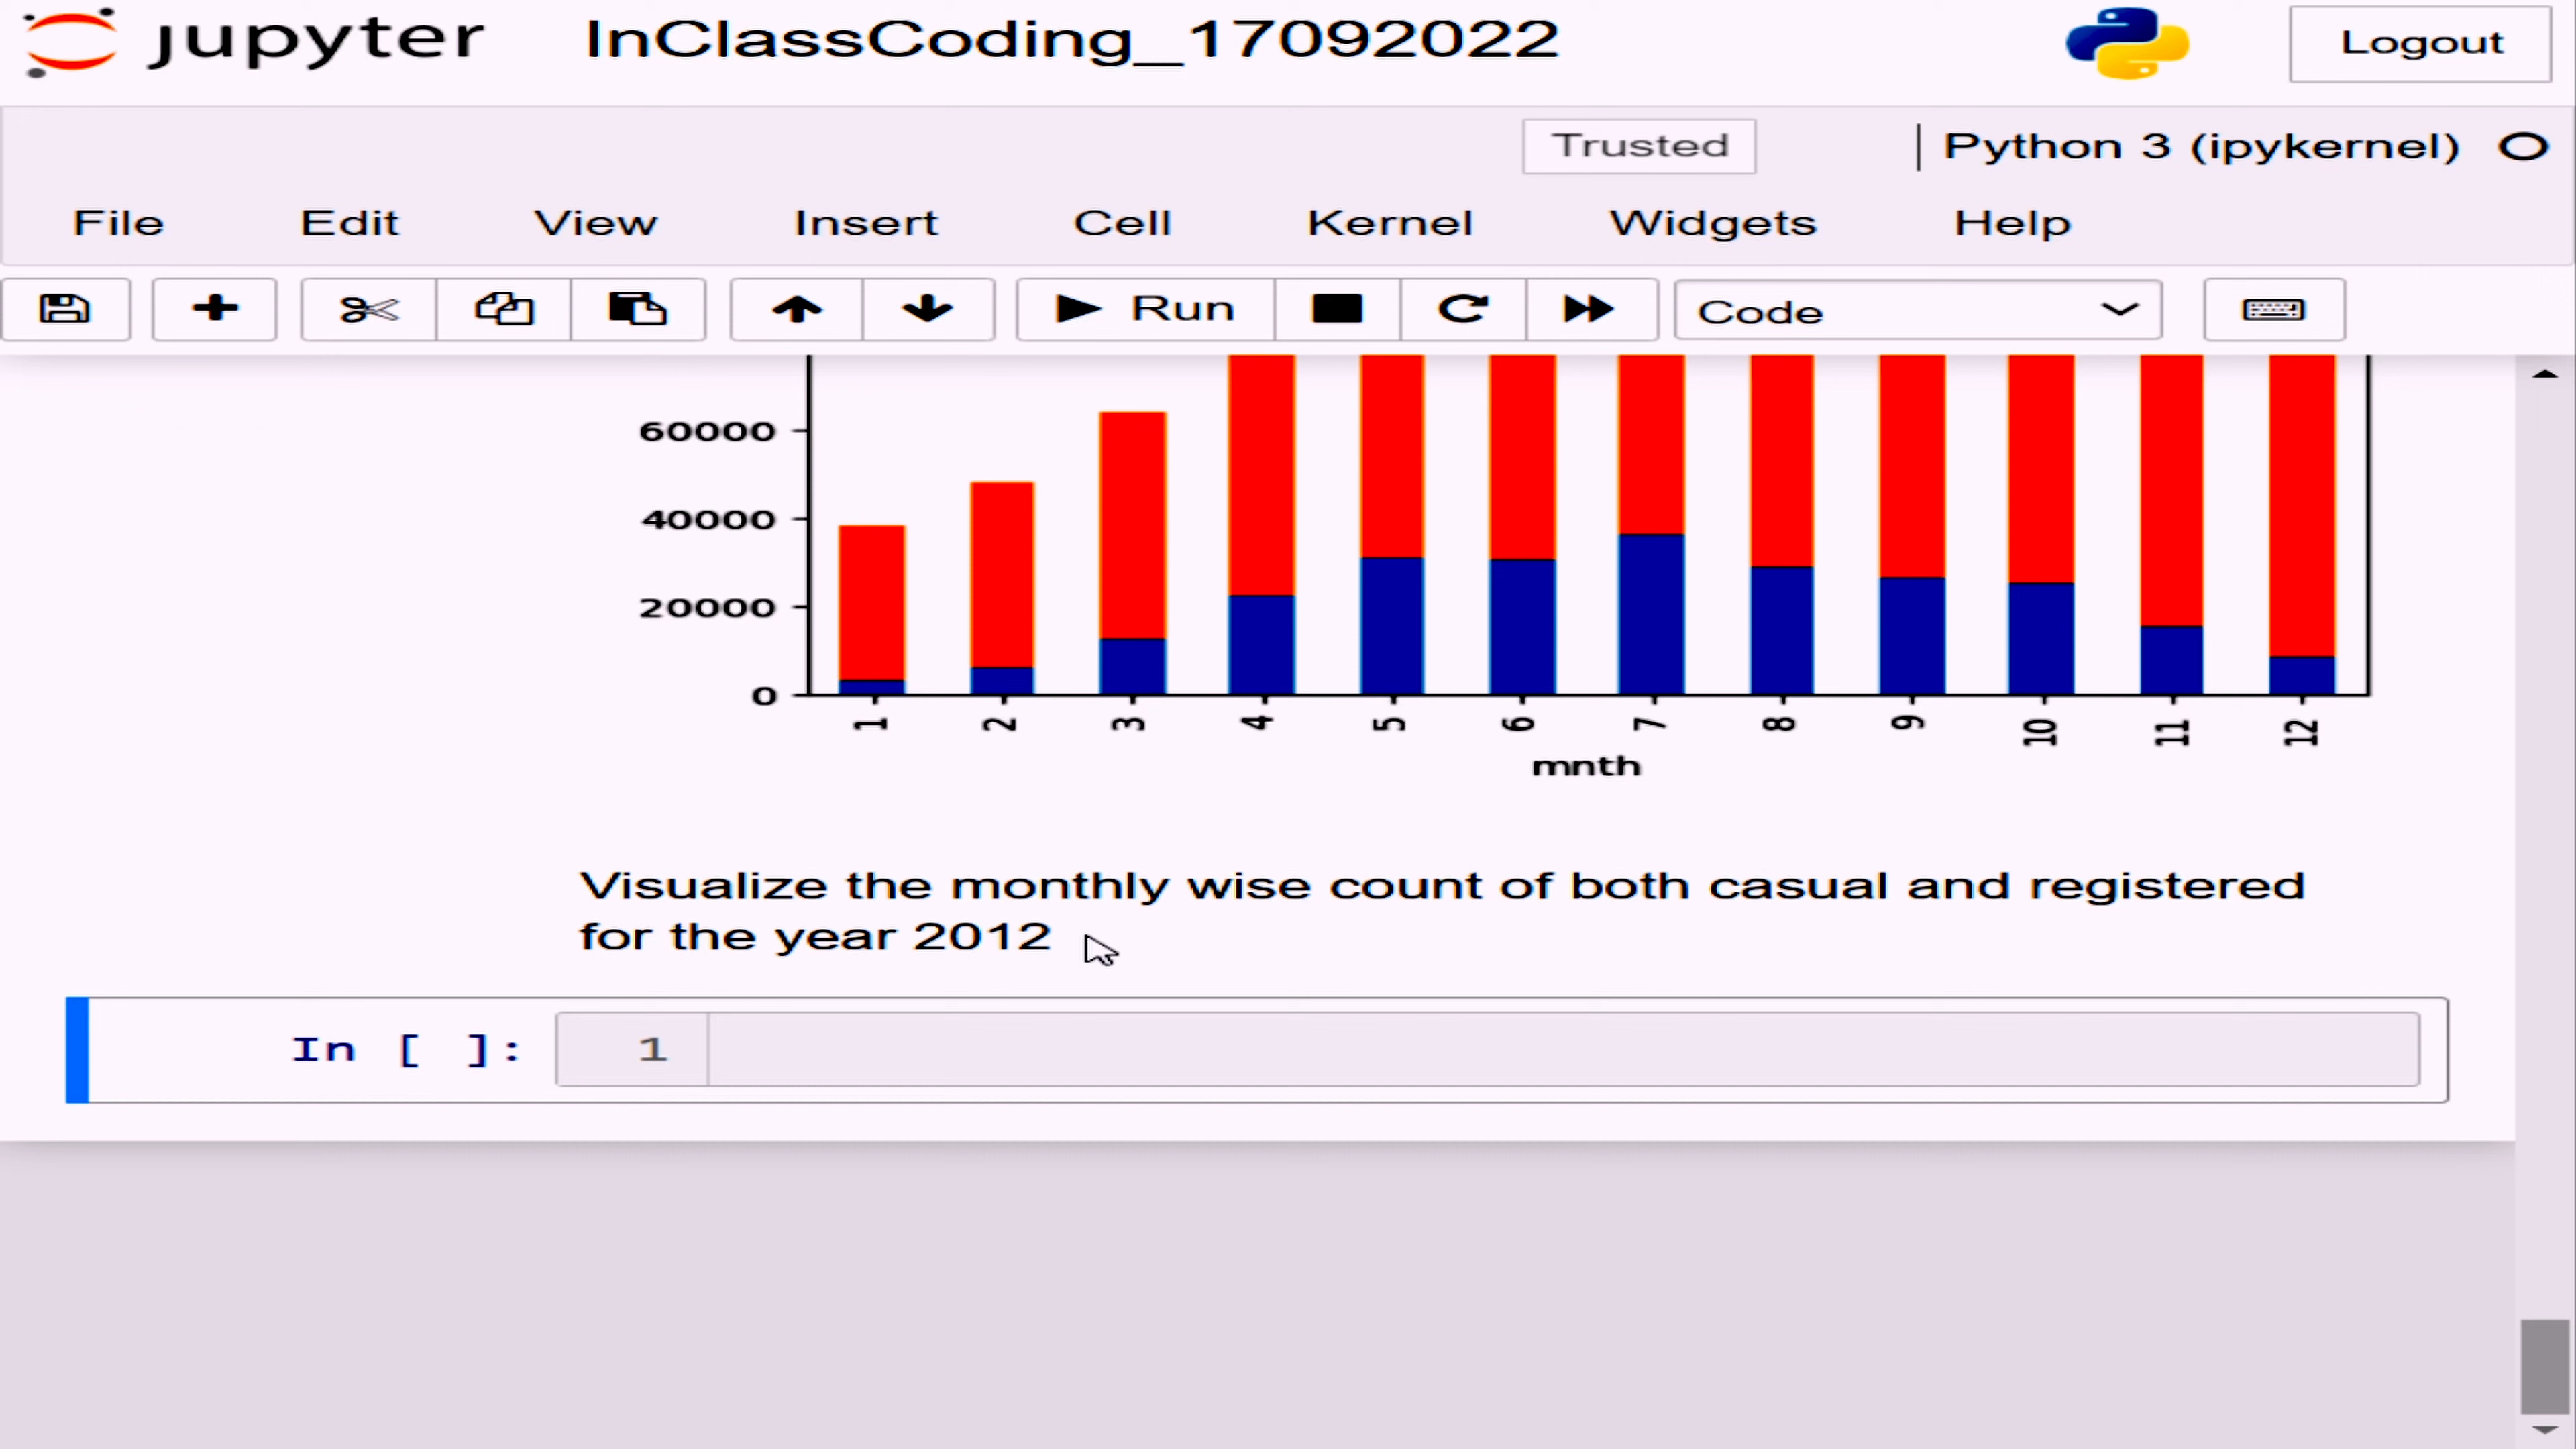 jupyter InClassCoding_17092022 Logout
Trusted Python 3 (ipykernel)
File Edit View Insert Cell Kernel Widgets Help
Run Code
60000
40000
20000
0
1 2 3 4 5 6 7 8 9 10 11 12
mnth
Visualize the monthly wise count of both casual and registered
for the year 2012
In [ ]: 1